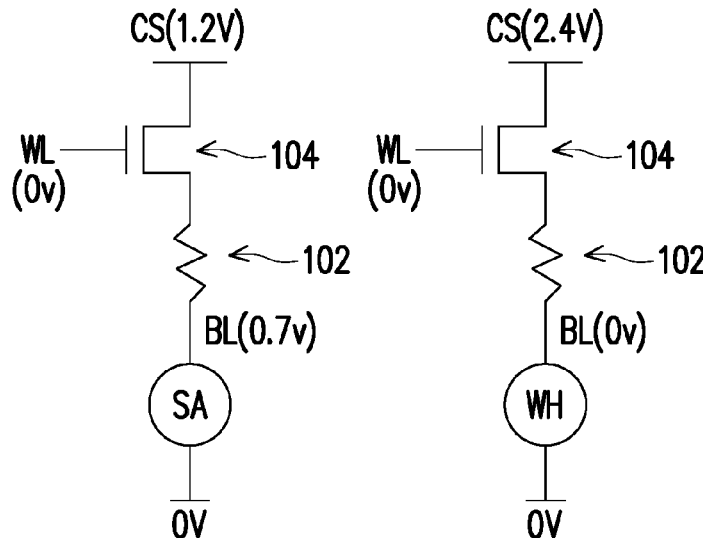 CS(1.2V)
WL
(0v)
104
102
BL(0.7v)
SA
0V
CS(2.4V)
WL
(0v)
104
102
BL(0v)
WH
0V